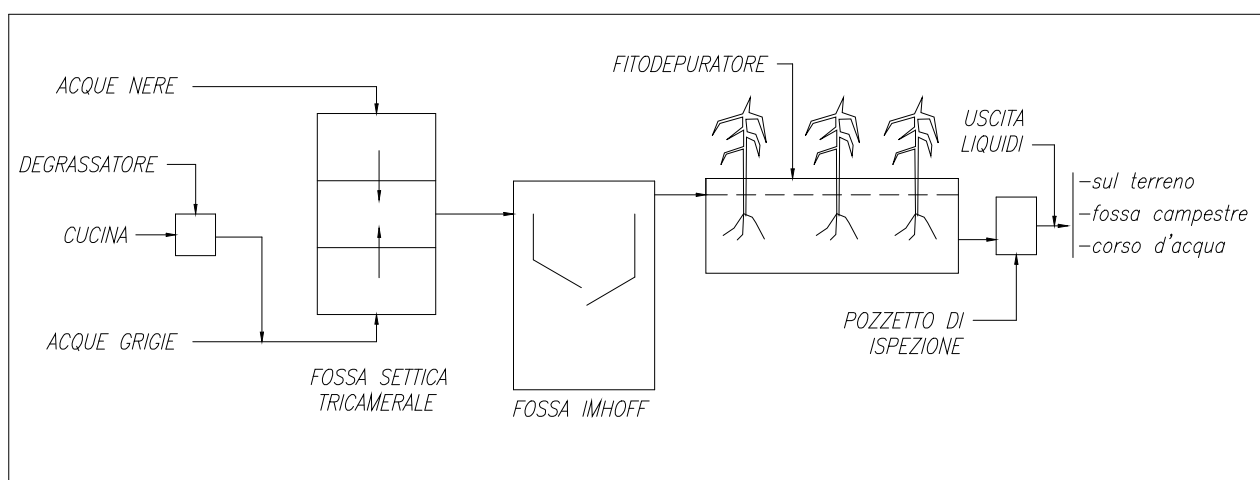 ACQUE NERE
DEGRASSATORE
CUCINA
ACQUE GRIGIE
FOSSA SETTICA
TRICAMERALE
FOSSA IMHOFF
FITODEPURATORE
USCITA
LIQUIDI
-sul terreno
-fossa campestre
-corso d'acqua
POZZETTO DI
ISPEZIONE